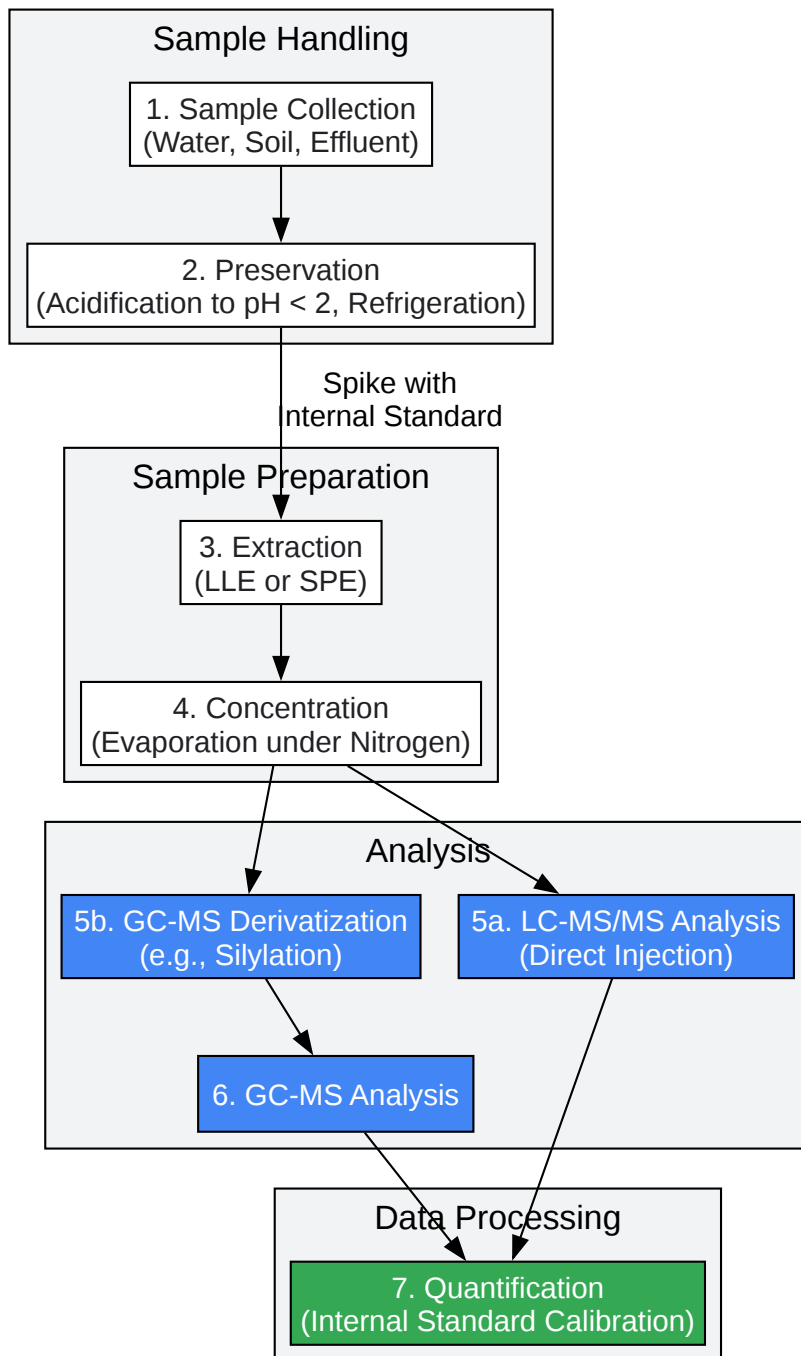 Sample Handling
1. Sample Collection
(Water, Soil, Effluent)
2. Preservation
(Acidification to pH < 2, Refrigeration)
Spike with
Internal Standard
Sample Preparation
3. Extraction
(LLE or SPE)
4. Concentration
(Evaporation under Nitrogen)
Analysis
5b. GC-MS Derivatization
(e.g., Silylation)
5a. LC-MS/MS Analysis
(Direct Injection)
6. GC-MS Analysis
Data Processing
7. Quantification
(Internal Standard Calibration)